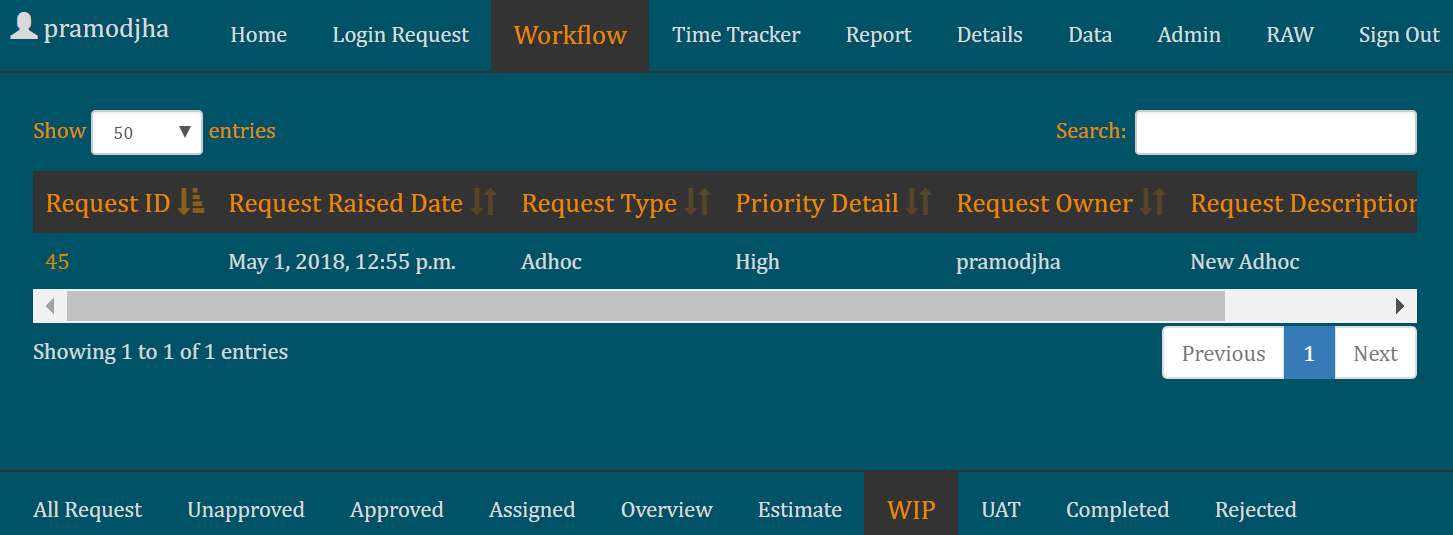 pramodjha Home Login Request Workflow Time Tracker Report Details Data Admin RAW Sign Out
Show 50 entries Search:
Request ID Request Raised Date Request Type Priority Detail Request Owner Request Description
45 May 1, 2018, 12:55 p.m. Adhoc High pramodjha New Adhoc
Showing 1 to 1 of 1 entries Previous 1 Next
All Request Unapproved Approved Assigned Overview Estimate WIP UAT Completed Rejected